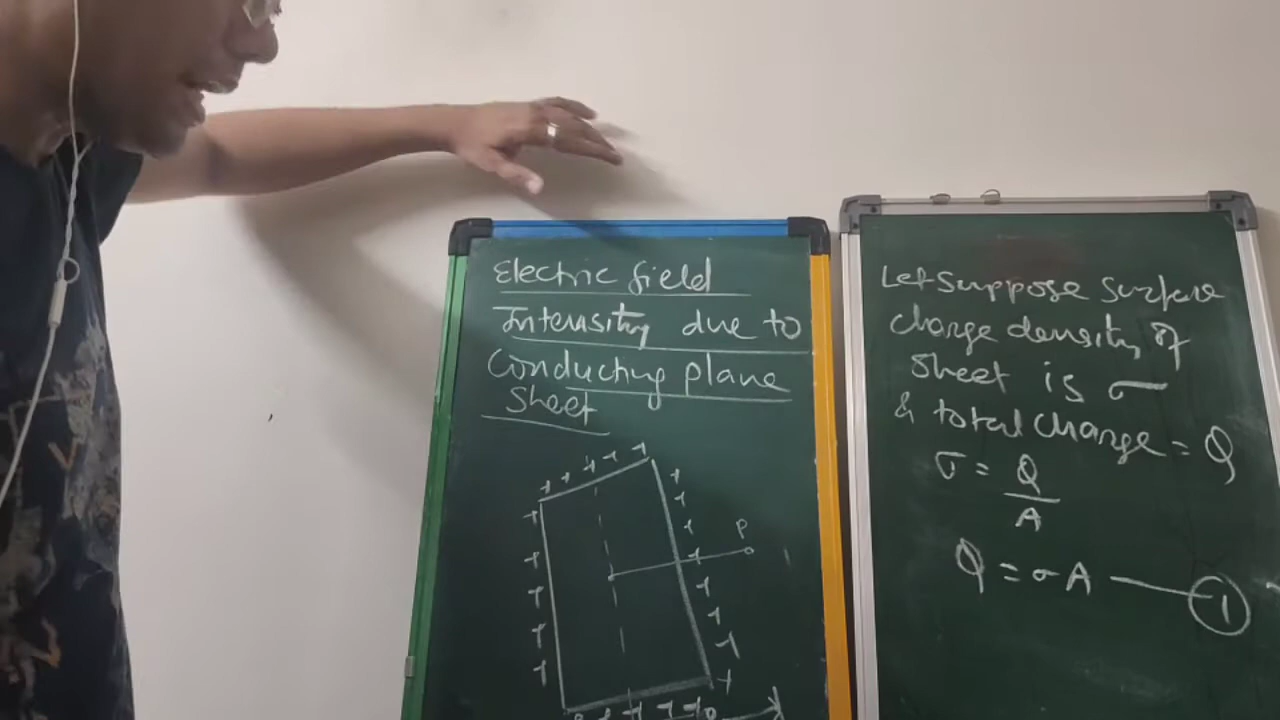 Electric field
Intensity due to
Conducting plane
Sheet
P
Let suppose surface
charge density of
sheet is σ
& total charge = Q
σ = Q
A
Q = σA — 1